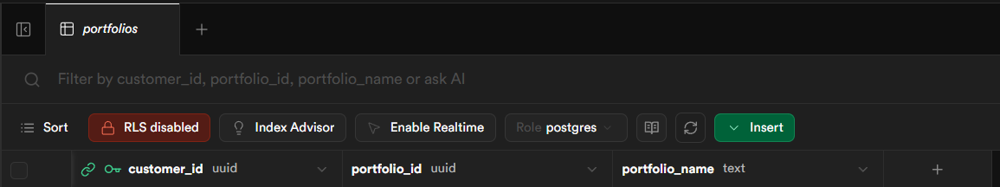 portfolios
Filter by customer_id, portfolio_id, portfolio_name or ask AI
Sort RLS disabled Index Advisor Enable Realtime Role postgres Insert
customer_id uuid portfolio_id uuid portfolio_name text